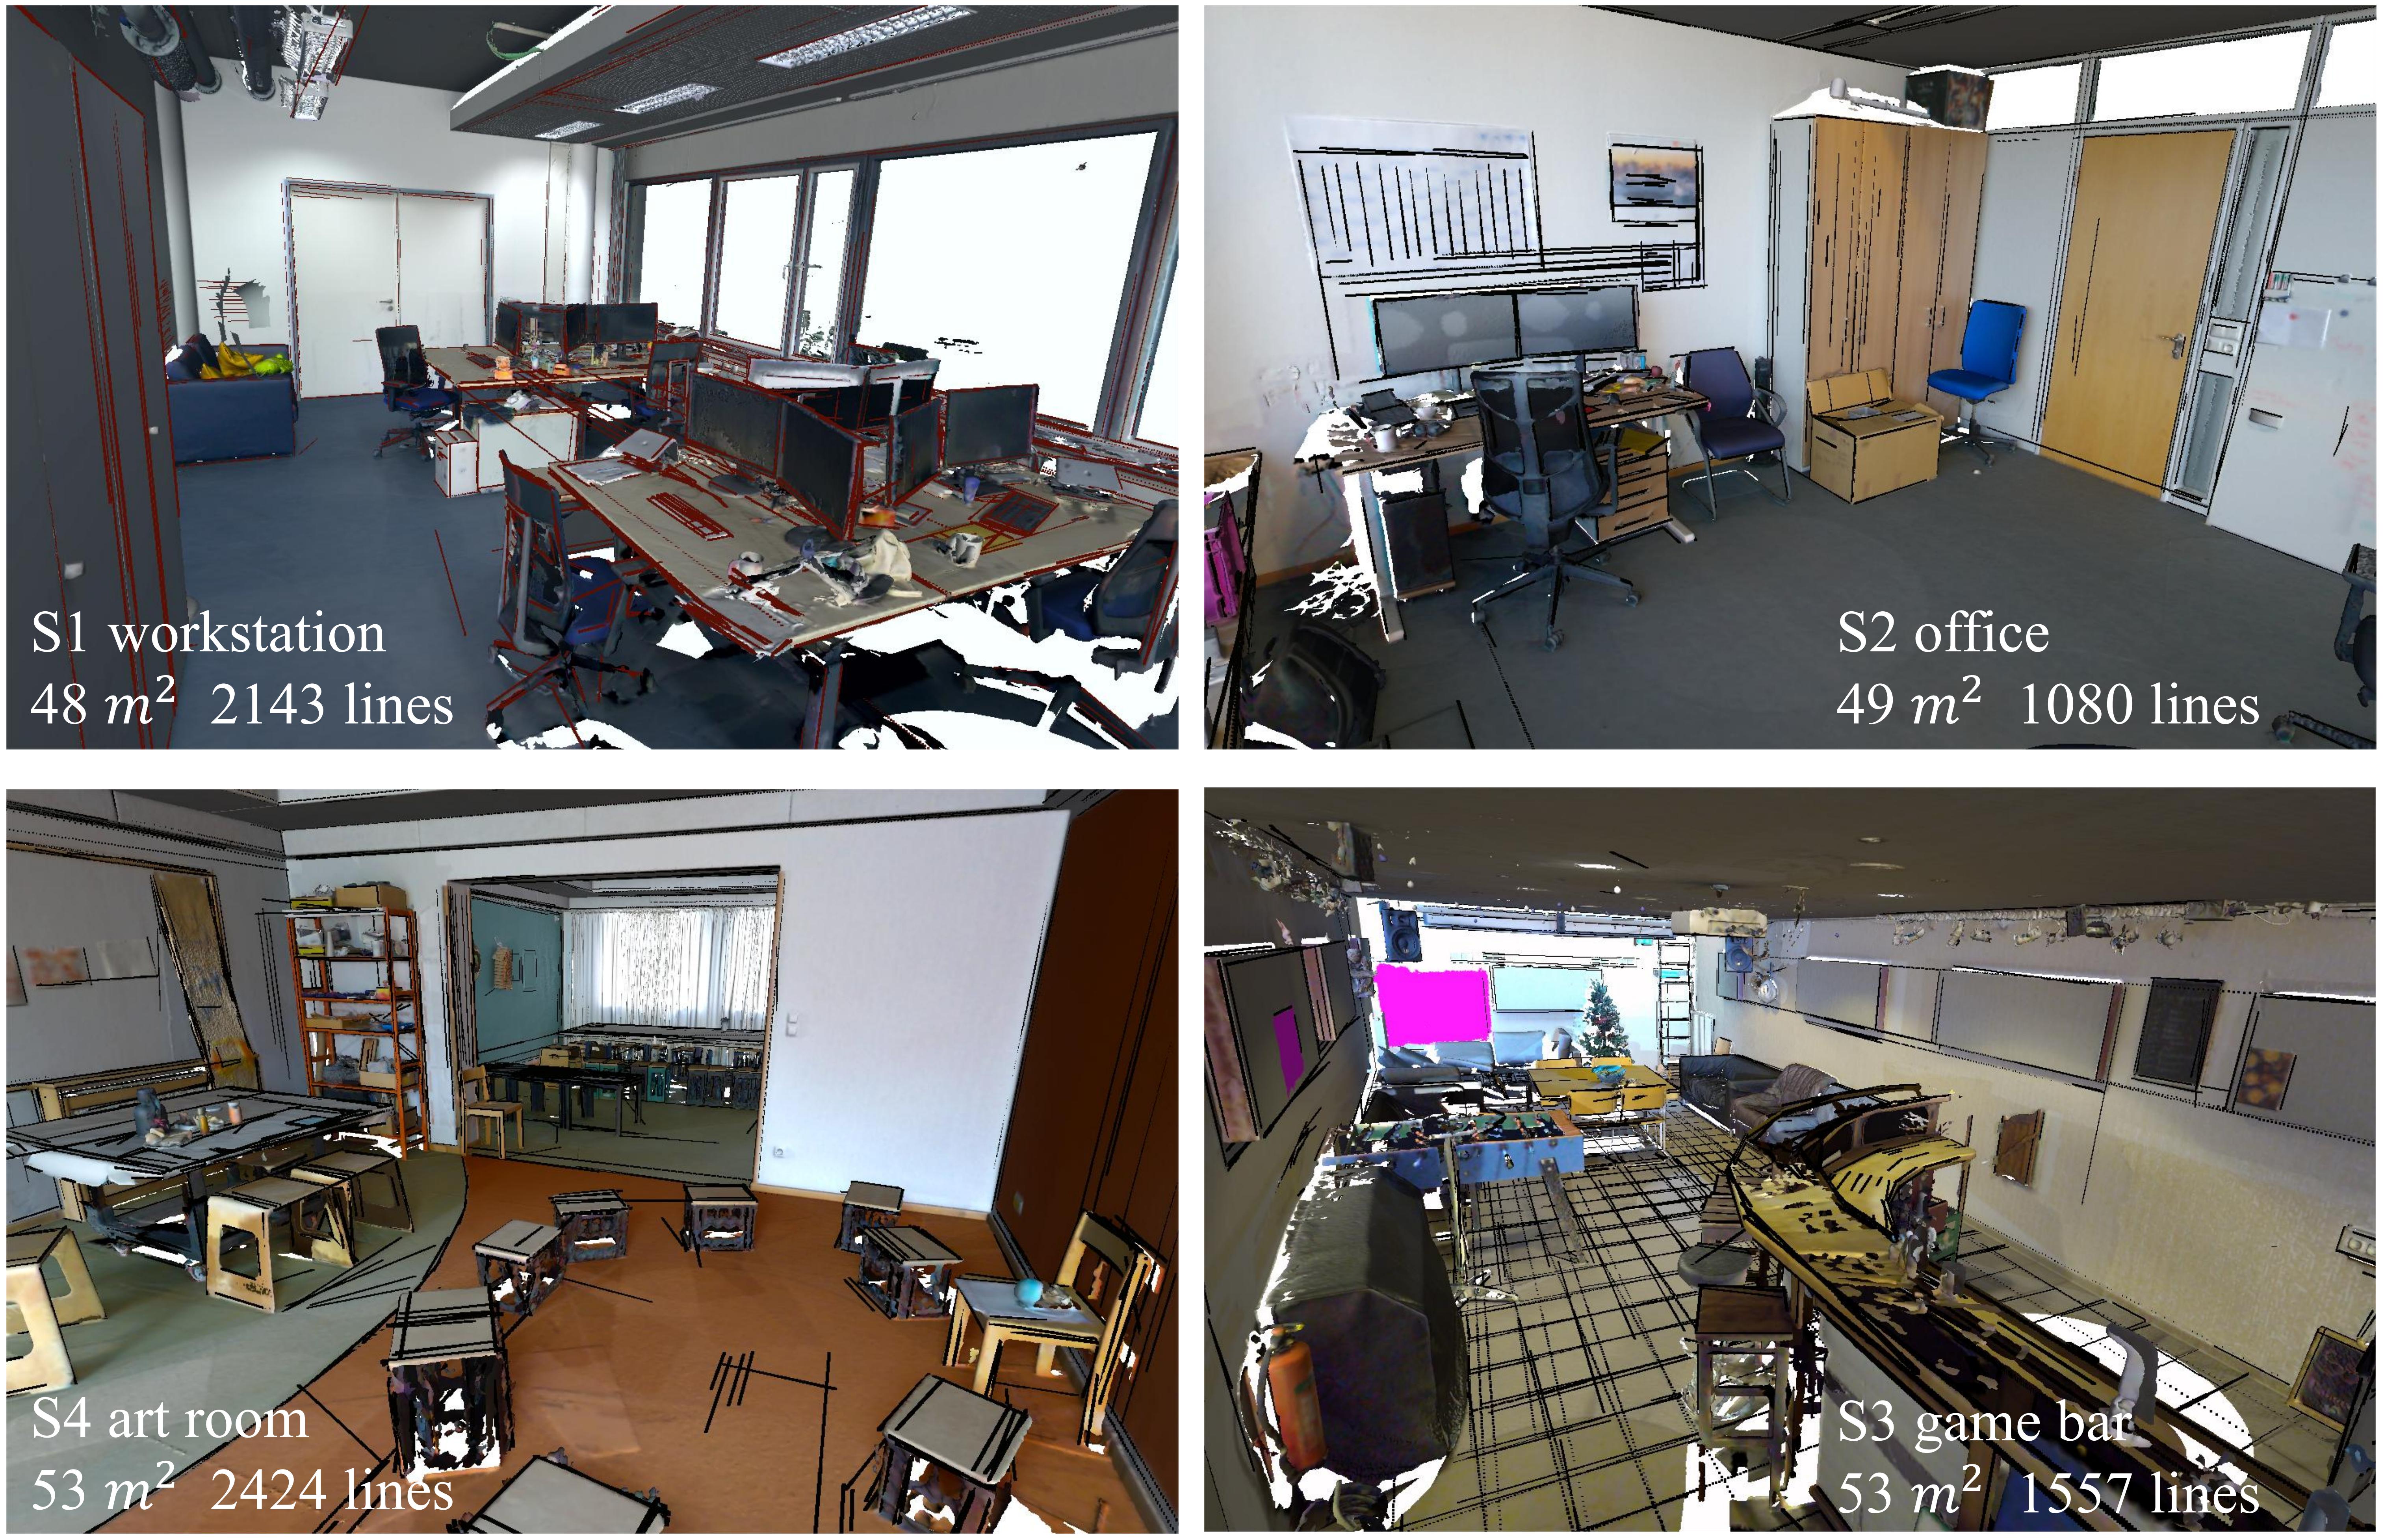 S1 workstation
48 m² 2143 lines
S2 office
49 m² 1080 lines
S4 art room
53 m² 2424 lines
S3 game bar
53 m² 1557 lines